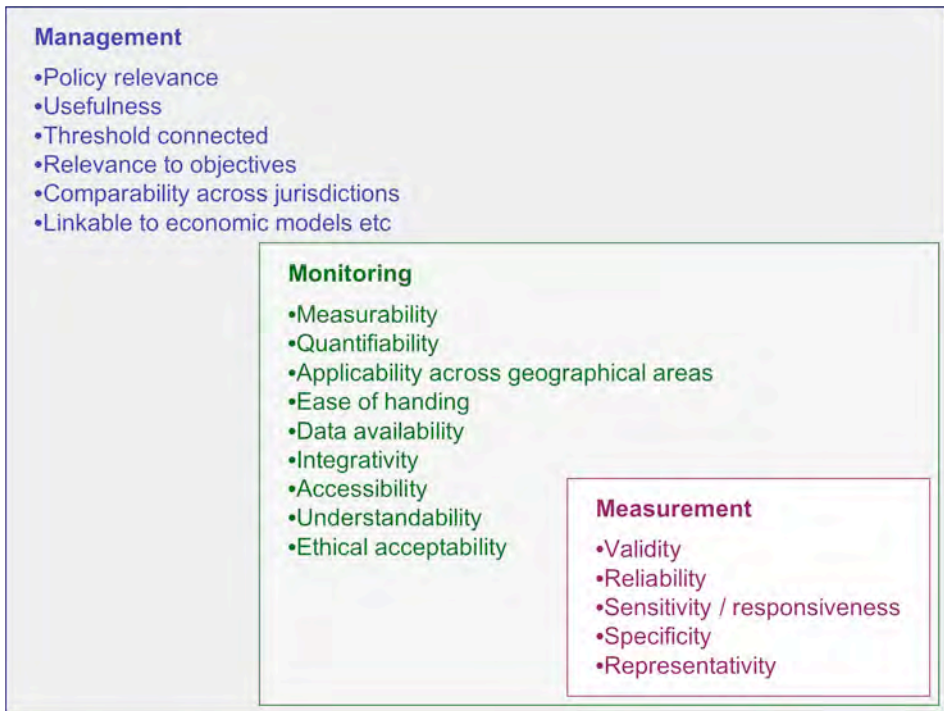 Management
•Policy relevance
•Usefulness
•Threshold connected
•Relevance to objectives
•Comparability across jurisdictions
•Linkable to economic models etc
Monitoring
•Measurability
•Quantifiability
•Applicability across geographical areas
•Ease of handing
•Data availability
•Integrativity
•Accessibility
•Understandability
•Ethical acceptability
Measurement
•Validity
•Reliability
•Sensitivity / responsiveness
•Specificity
•Representativity